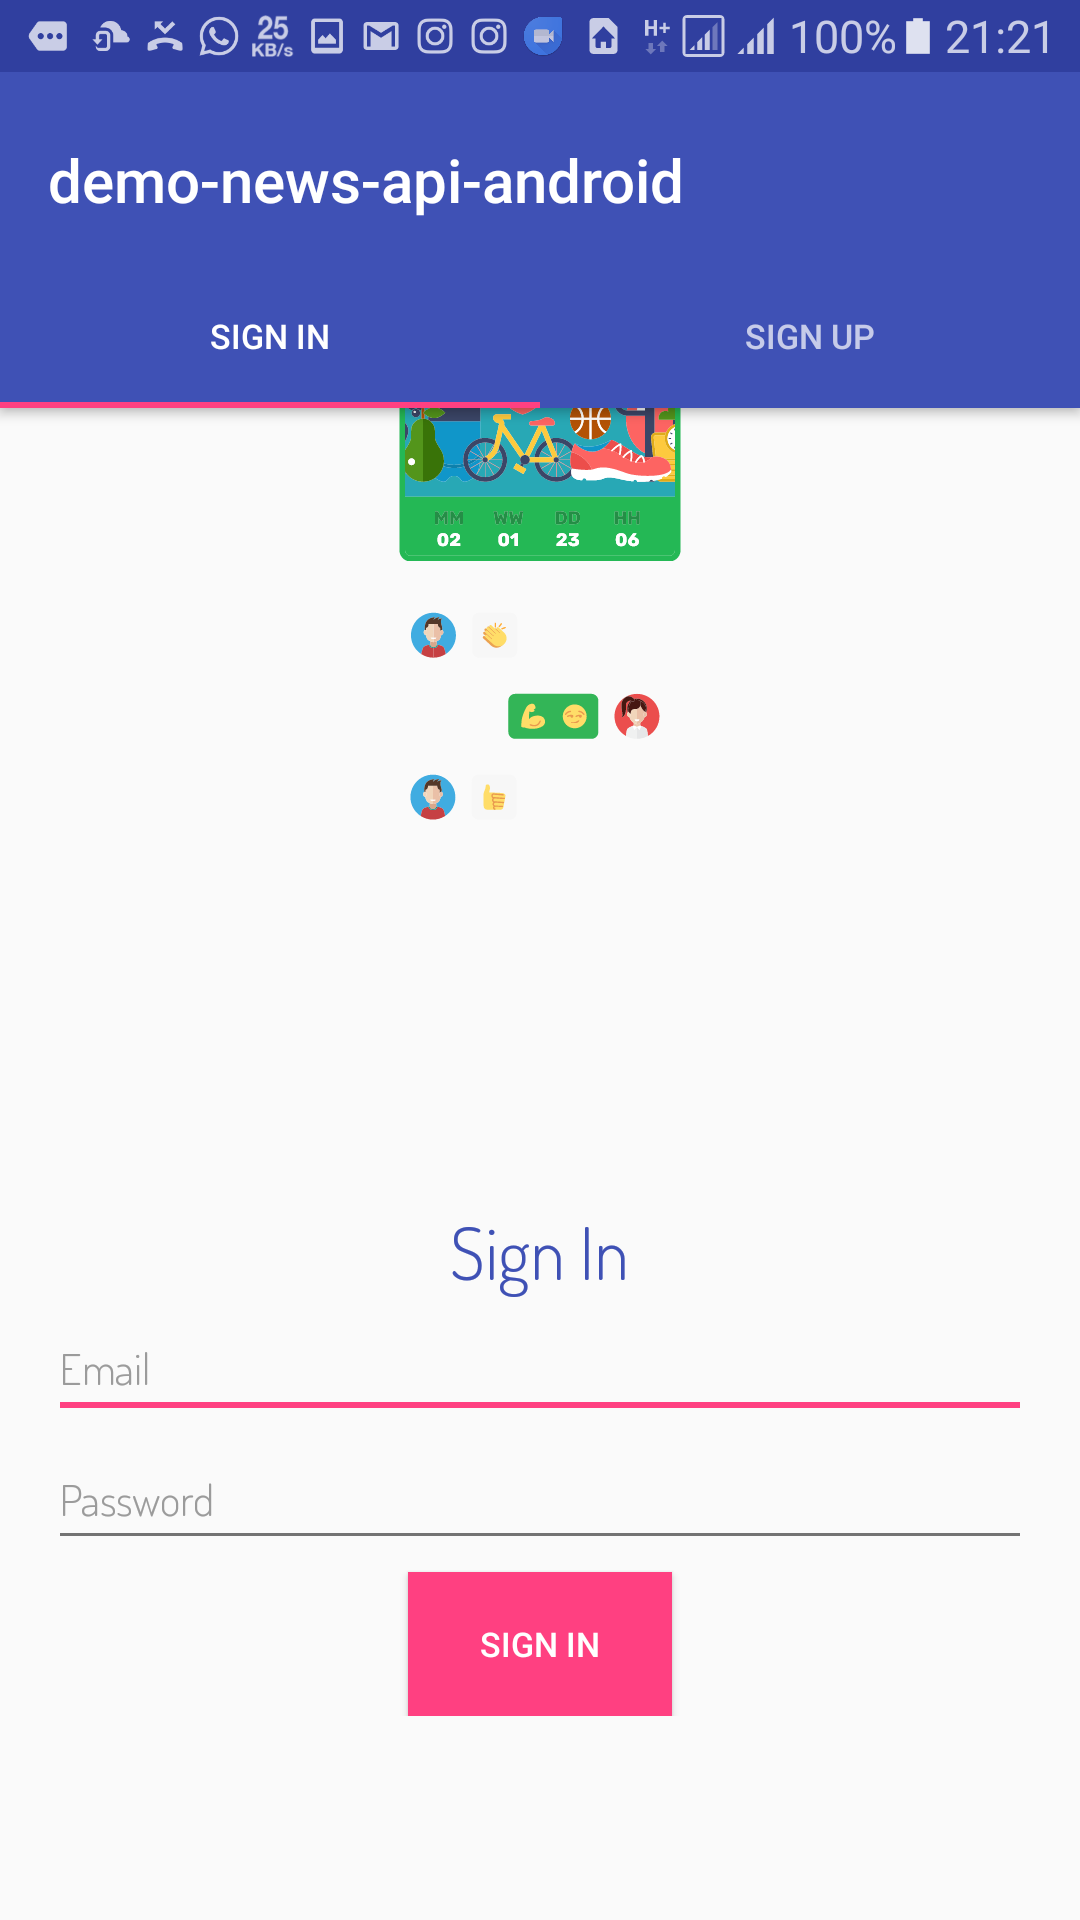 25 KB/s H+ 100% 21:21
demo-news-api-android
SIGN IN SIGN UP
MM WW DD HH
02 01 23 06
Sign In
Email
Password
SIGN IN